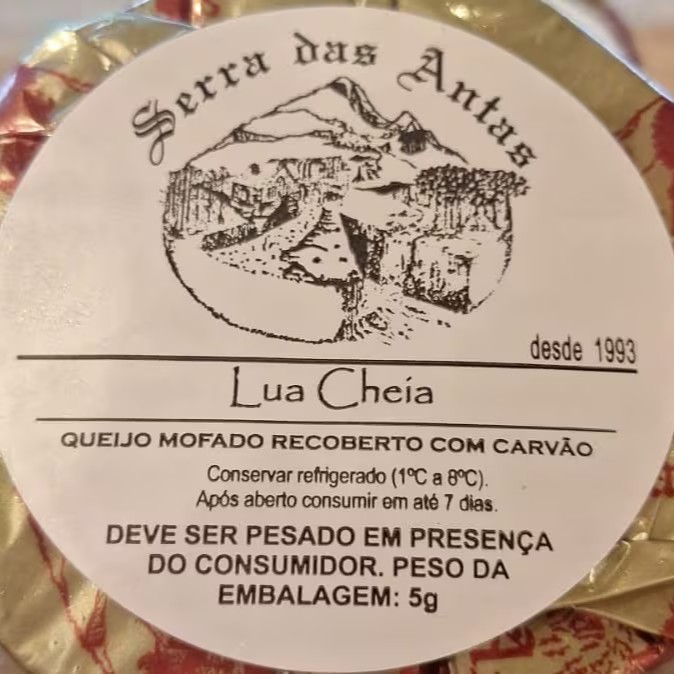 Serra das Antas
desde 1993
Lua Cheia
QUEIJO MOFADO RECOBERTO COM CARVÃO
Conservar refrigerado (1ºC a 8ºC).
Após aberto consumir em até 7 dias.
DEVE SER PESADO EM PRESENÇA
DO CONSUMIDOR. PESO DA
EMBALAGEM: 5g